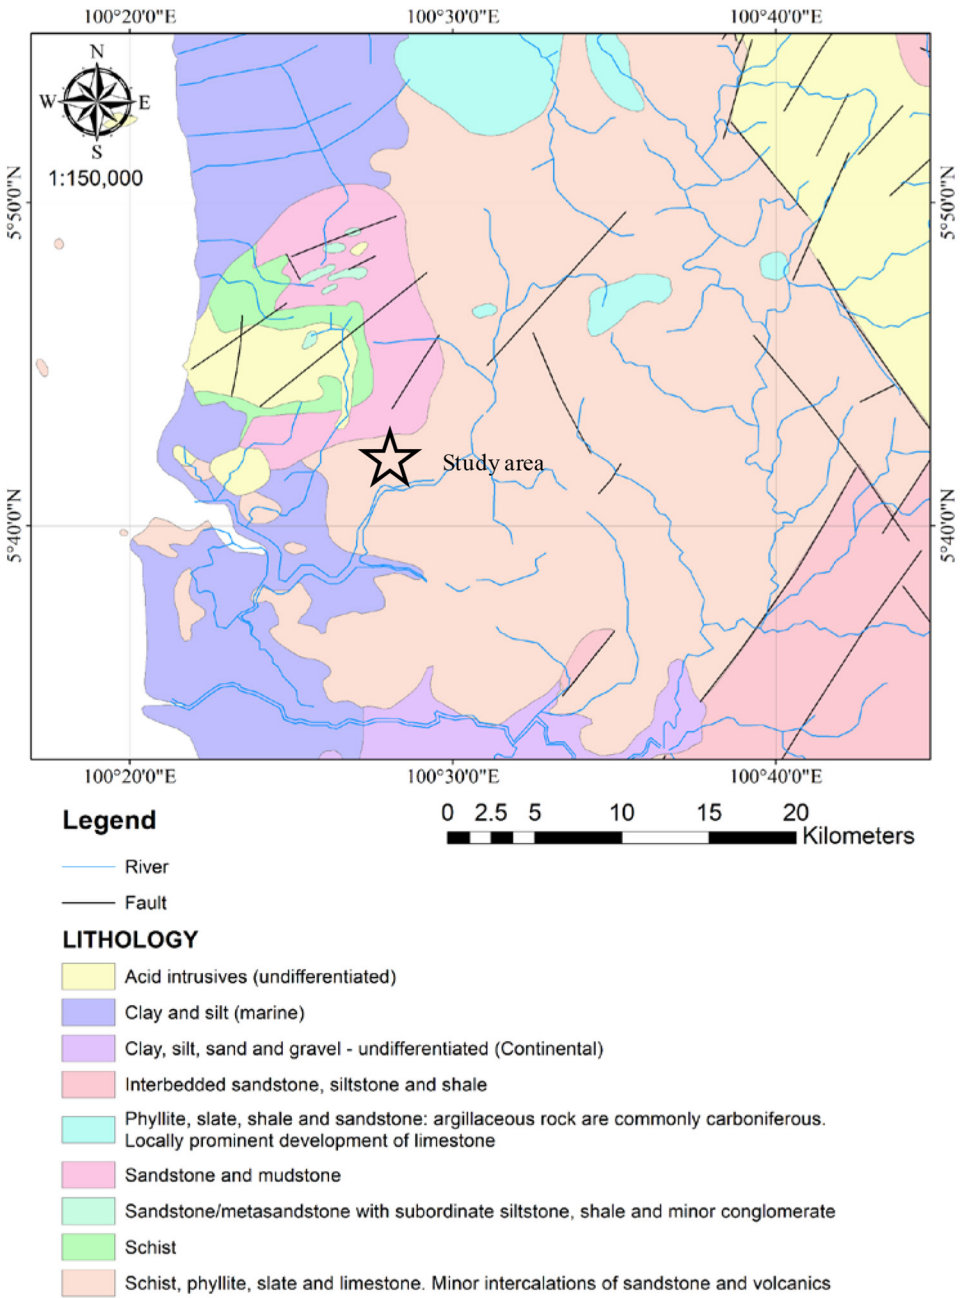 100°20'0"E 100°30'0"E 100°40'0"E
N
W E
S
1:150,000
5°50'0"N 5°50'0"N
Study area
5°40'0"N 5°40'0"N
100°20'0"E 100°30'0"E 100°40'0"E
Legend
0 2.5 5 10 15 20
Kilometers
River
Fault
LITHOLOGY
Acid intrusives (undifferentiated)
Clay and silt (marine)
Clay, silt, sand and gravel - undifferentiated (Continental)
Interbedded sandstone, siltstone and shale
Phyllite, slate, shale and sandstone: argillaceous rock are commonly carboniferous.
Locally prominent development of limestone
Sandstone and mudstone
Sandstone/metasandstone with subordinate siltstone, shale and minor conglomerate
Schist
Schist, phyllite, slate and limestone. Minor intercalations of sandstone and volcanics